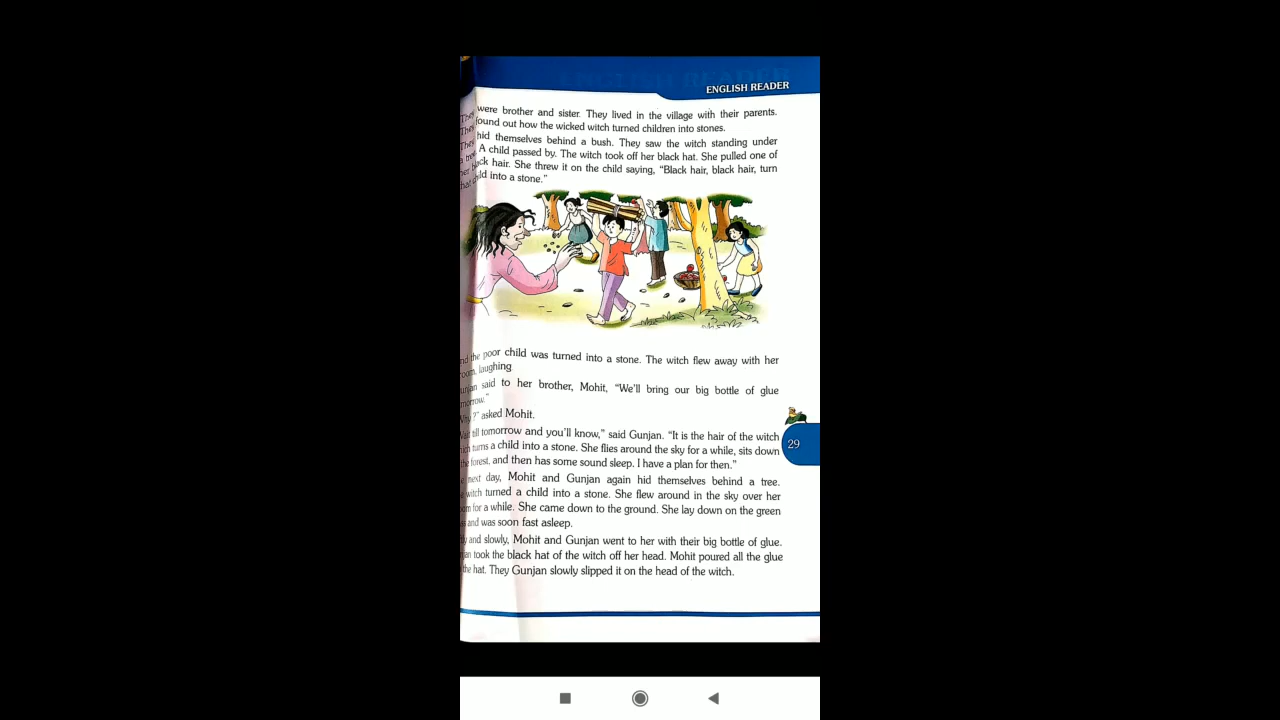 ENGLISH READER
They were brother and sister. They lived in the village with their parents.
They found out how the wicked witch turned children into stones.
They hid themselves behind a bush. They saw the witch standing under
a tree. A child passed by. The witch took off her black hat. She pulled one of
her black hair. She threw it on the child saying, “Black hair, black hair, turn
that child into a stone.”
the poor child was turned into a stone. The witch flew away with her
laughing
said to her brother, Mohit, “We'll bring our big bottle of glue
?” asked Mohit.
till tomorrow and you'll know,” said Gunjan. “It is the hair of the witch
turns a child into a stone. She flies around the sky for a while, sits down
the forest, and then has some sound sleep. I have a plan for then.”
next day, Mohit and Gunjan again hid themselves behind a tree.
witch turned a child into a stone. She flew around in the sky over her
for a while. She came down to the ground. She lay down on the green
and was soon fast asleep.
and slowly, Mohit and Gunjan went to her with their big bottle of glue.
took the black hat of the witch off her head. Mohit poured all the glue
the hat. They Gunjan slowly slipped it on the head of the witch.
29